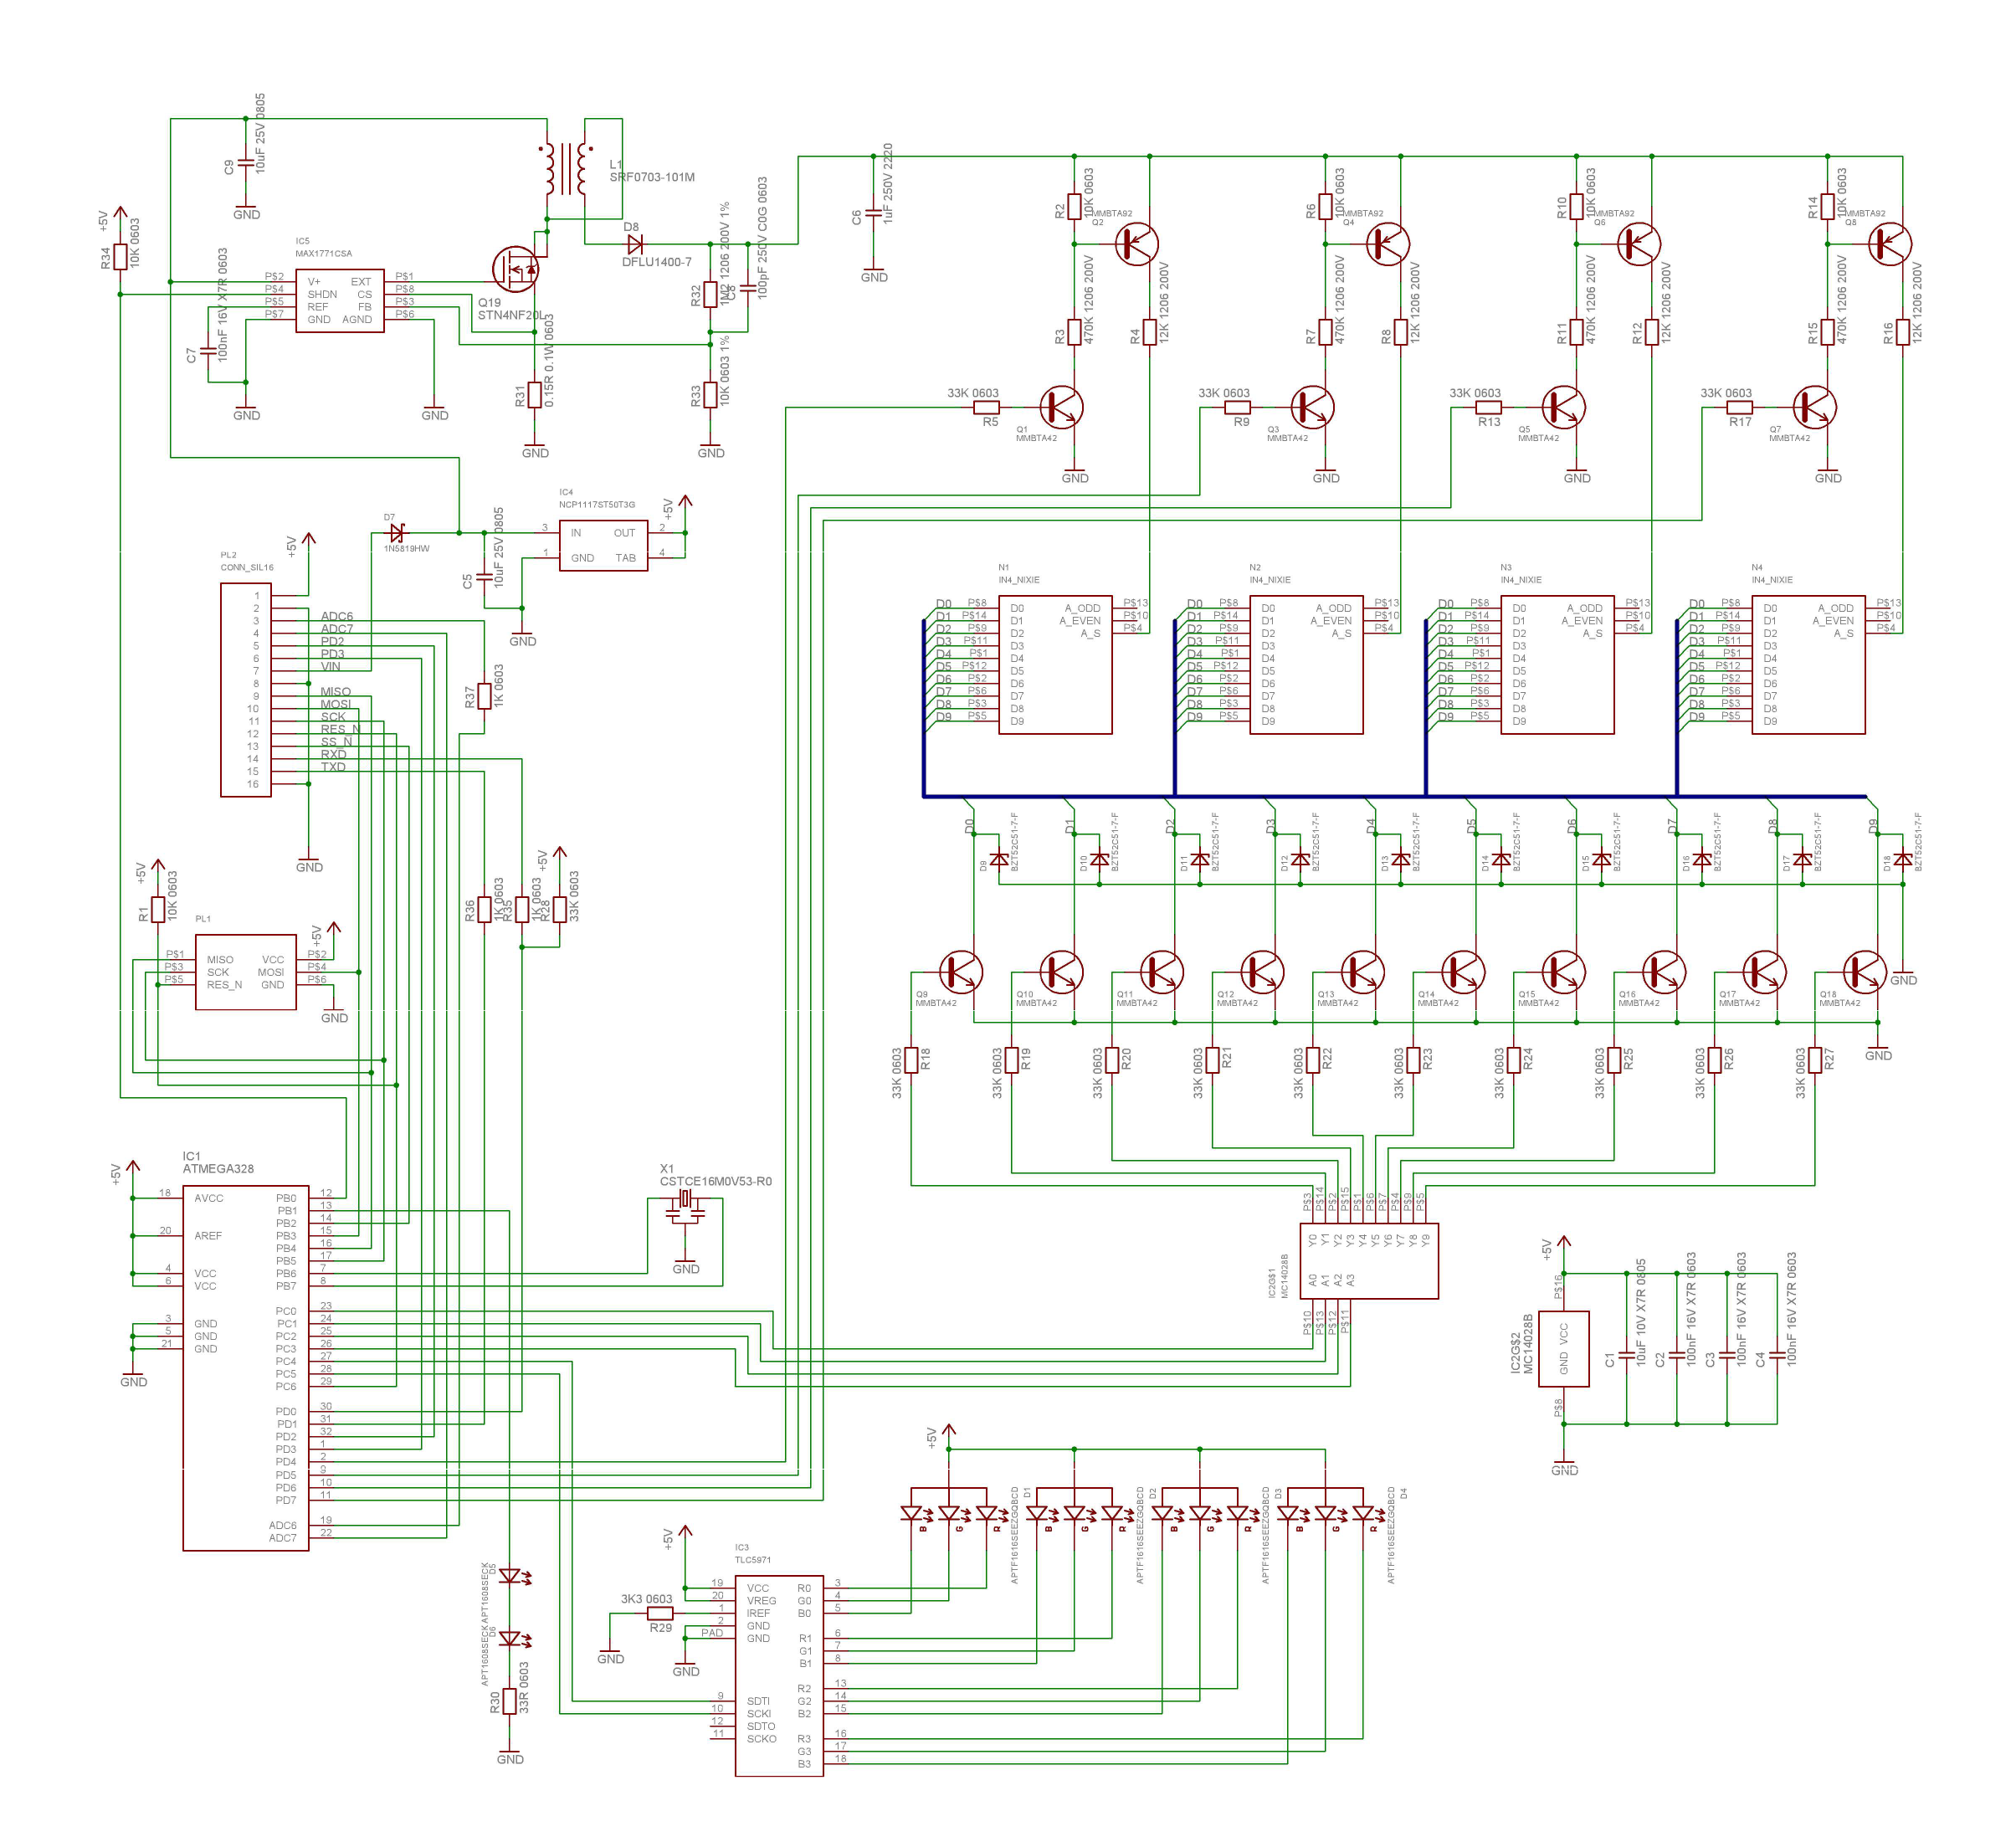 C9
10uF 25V 0805
GND
L1
SRF0703-101M
+5V
R34
10K 0603
IC5
MAX1771CSA
P$2 V+ EXT P$1
P$4 SHDN CS P$8
P$5 REF FB P$3
P$7 GND AGND P$6
C7
100nF 16V X7R 0603
GND
GND
Q19
STN4NF20L
R31
0.15R 0.1W 0603
GND
D8
DFLU1400-7
R32
1M2 1206 200V 1%
C8
100pF 250V C0G 0603
R33
10K 0603 1%
GND
C6
1uF 250V 2220
GND
R2
10K 0603
MMBTA92
Q2
R3
470K 1206 200V
R4
12K 1206 200V
33K 0603
R5
Q1
MMBTA42
GND
R6
10K 0603
MMBTA92
Q4
R7
470K 1206 200V
R8
12K 1206 200V
33K 0603
R9
Q3
MMBTA42
GND
R10
10K 0603
MMBTA92
Q6
R11
470K 1206 200V
R12
12K 1206 200V
33K 0603
R13
Q5
MMBTA42
GND
R14
10K 0603
MMBTA92
Q8
R15
470K 1206 200V
R16
12K 1206 200V
33K 0603
R17
Q7
MMBTA42
GND
D7
1N5819HW
C5
10uF 25V 0805
IC4
NCP1117ST50T3G
3 IN OUT 2
1 GND TAB 4
+5V
GND
PL2
CONN_SIL16
+5V
1
2
3 ADC6
4 ADC7
5 PD2
6 PD3
7 VIN
8
9 MISO
10 MOSI
11 SCK
12 RES_N
13 SS_N
14 RXD
15 TXD
16
GND
R37
1K 0603
N1
IN4_NIXIE
D0 P$8 D0 A_ODD P$13
D1 P$14 D1 A_EVEN P$10
D2 P$9 D2 A_S P$4
D3 P$11 D3
D4 P$1 D4
D5 P$12 D5
D6 P$2 D6
D7 P$6 D7
D8 P$3 D8
D9 P$5 D9
N2
IN4_NIXIE
D0 P$8 D0 A_ODD P$13
D1 P$14 D1 A_EVEN P$10
D2 P$9 D2 A_S P$4
D3 P$11 D3
D4 P$1 D4
D5 P$12 D5
D6 P$2 D6
D7 P$6 D7
D8 P$3 D8
D9 P$5 D9
N3
IN4_NIXIE
D0 P$8 D0 A_ODD P$13
D1 P$14 D1 A_EVEN P$10
D2 P$9 D2 A_S P$4
D3 P$11 D3
D4 P$1 D4
D5 P$12 D5
D6 P$2 D6
D7 P$6 D7
D8 P$3 D8
D9 P$5 D9
N4
IN4_NIXIE
D0 P$8 D0 A_ODD P$13
D1 P$14 D1 A_EVEN P$10
D2 P$9 D2 A_S P$4
D3 P$11 D3
D4 P$1 D4
D5 P$12 D5
D6 P$2 D6
D7 P$6 D7
D8 P$3 D8
D9 P$5 D9
D0
D9
BZT52C51-7-F
D1
D10
BZT52C51-7-F
D2
D11
BZT52C51-7-F
D3
D12
BZT52C51-7-F
D4
D13
BZT52C51-7-F
D5
D14
BZT52C51-7-F
D6
D15
BZT52C51-7-F
D7
D16
BZT52C51-7-F
D8
D17
BZT52C51-7-F
D9
D18
BZT52C51-7-F
GND
+5V
R1
10K 0603
PL1
P$1 MISO VCC P$2
P$3 SCK MOSI P$4
P$5 RES_N GND P$6
+5V
GND
R36
1K 0603
R35
1K 0603
+5V
R28
33K 0603
Q9
MMBTA42
Q10
MMBTA42
Q11
MMBTA42
Q12
MMBTA42
Q13
MMBTA42
Q14
MMBTA42
Q15
MMBTA42
Q16
MMBTA42
Q17
MMBTA42
Q18
MMBTA42
GND
33K 0603
R18
33K 0603
R19
33K 0603
R20
33K 0603
R21
33K 0603
R22
33K 0603
R23
33K 0603
R24
33K 0603
R25
33K 0603
R26
33K 0603
R27
IC1
ATMEGA328
+5V
18 AVCC PB0 12
PB1 13
PB2 14
20 AREF PB3 15
PB4 16
PB5 17
4 VCC PB6 7
6 VCC PB7 8
PC0 23
3 GND PC1 24
5 GND PC2 25
21 GND PC3 26
PC4 27
PC5 28
PC6 29
PD0 30
PD1 31
PD2 32
PD3 1
PD4 2
PD5 9
PD6 10
PD7 11
ADC6 19
ADC7 22
GND
X1
CSTCE16M0V53-R0
GND
IC2G$1
MC14028B
P$3 P$14 P$2 P$15 P$1 P$6 P$7 P$4 P$9 P$5
Y0 Y1 Y2 Y3 Y4 Y5 Y6 Y7 Y8 Y9
A0 A1 A2 A3
P$10 P$13 P$12 P$11
+5V
IC2G$2
MC14028B
P$16
GND VCC
P$8
GND
C1
10uF 10V X7R 0805
C2
100nF 16V X7R 0603
C3
100nF 16V X7R 0603
C4
100nF 16V X7R 0603
+5V
B G R
D1
APTF1616SEEZGQBCD
B G R
D2
APTF1616SEEZGQBCD
B G R
D3
APTF1616SEEZGQBCD
B G R
D4
APTF1616SEEZGQBCD
D5
APT1608SECK
D6
APT1608SECK
R30
33R 0603
GND
+5V
IC3
TLC5971
3K3 0603
R29
GND
GND
19 VCC R0 3
20 VREG G0 4
1 IREF B0 5
2 GND
PAD GND R1 6
G1 7
B1 8
R2 13
9 SDTI G2 14
10 SCKI B2 15
12 SDTO
11 SCKO R3 16
G3 17
B3 18